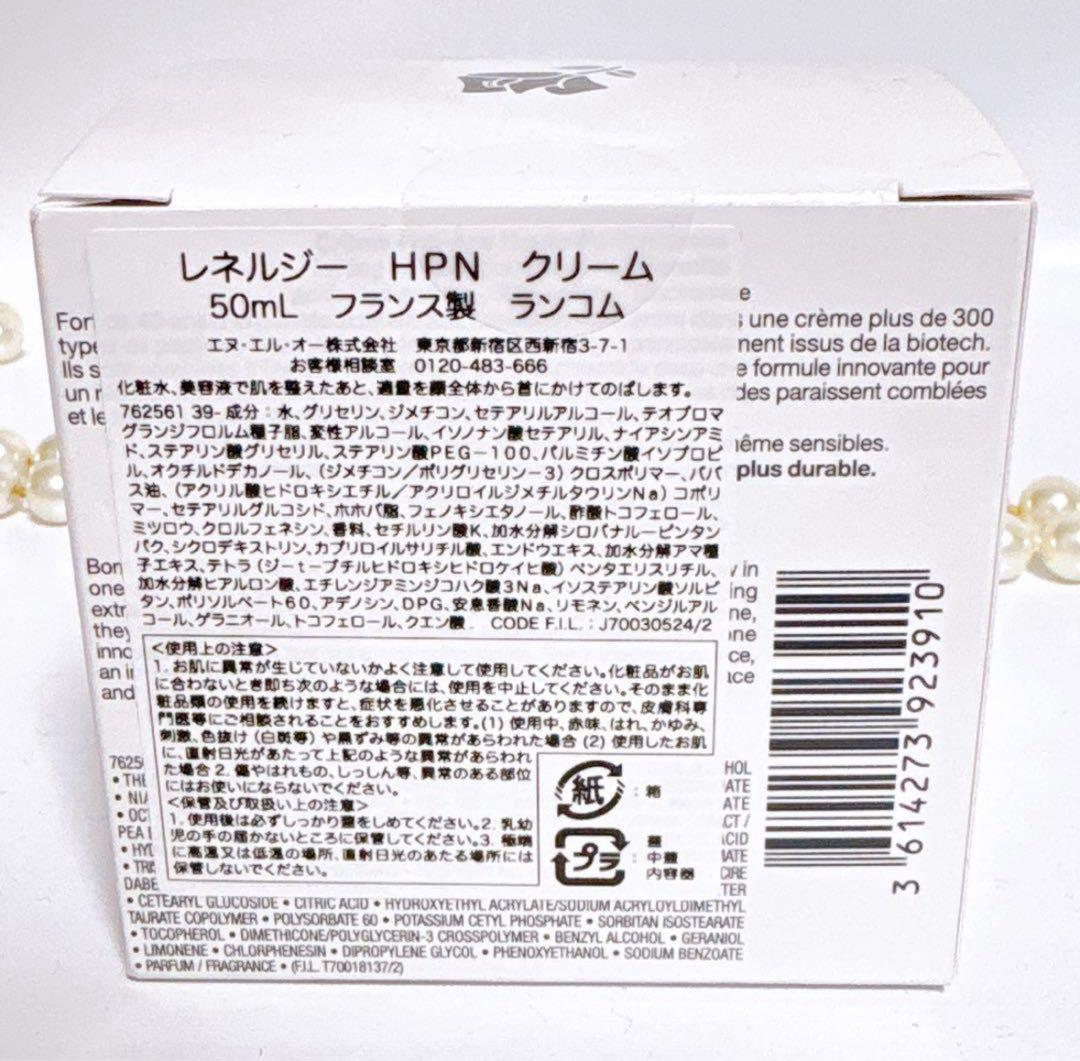 レネルジー HPN クリーム
50mL フランス製 ランコム
エヌ・エル・オー株式会社 東京都新宿区西新宿3-7-1
お客様相談室 0120-483-666
化粧水、美容液で肌を整えたあと、適量を顔全体から首にかけてのばします。
762561 39- 成分：水、グリセリン、ジメチコン、セテアリルアルコール、テオブロマ
グランジフロルム種子脂、変性アルコール、イソノナン酸セテアリル、ナイアシンアミ
ド、ステアリン酸グリセリル、ステアリン酸PEG－100、パルミチン酸イソプロピ
ル、オクチルドデカノール、（ジメチコン／ポリグリセリン－3）クロスポリマー、ババ
ス油、（アクリル酸ヒドロキシエチル／アクリロイルジメチルタウリンNa）コポリ
マー、セテアリルグルコシド、ホホバ脂、フェノキシエタノール、酢酸トコフェロール、
ミツロウ、クロルフェネシン、香料、セチルリン酸K、加水分解シロバナルーピンタン
パク、シクロデキストリン、カプリロイルサリチル酸、エンドウエキス、加水分解アマ種
子エキス、テトラ（ジーtーブチルヒドロキシヒドロケイヒ酸）ペンタエリスリチル、
加水分解ヒアルロン酸、エチレンジアミンジコハク酸3Na、イソステアリン酸ソルビ
タン、ポリソルベート60、アデノシン、DPG、安息香酸Na、リモネン、ベンジルアル
コール、ゲラニオール、トコフェロール、クエン酸 CODE F.I.L.：J70030524/2
＜使用上の注意＞
1. お肌に異常が生じていないかよく注意して使用してください。化粧品がお肌
に合わないとき即ち次のような場合には、使用を中止してください。そのまま化
粧品類の使用を続けますと、症状を悪化させることがありますので、皮膚科専
門医等にご相談されることをおすすめします。(1) 使用中、赤味、はれ、かゆみ、
刺激、色抜け（白斑等）や黒ずみ等の異常があらわれた場合 (2) 使用したお肌
に、直射日光があたって上記のような異常があらわれ
た場合 2. 傷やはれもの、しっしん等、異常のある部位
にはお使いにならないでください。
＜保管及び取扱い上の注意＞
1. 使用後は必ずしっかり蓋をしめてください。2. 乳幼
児の手の届かないところに保管してください。3. 極端
に高温又は低温の場所、直射日光のあたる場所には
保管しないでください。
紙 : 箱
プラ : 蓋
中蓋
内容器
e
une crème plus de 300
ment issus de la biotech.
e formule innovante pour
des paraissent comblées
ême sensibles.
plus durable.
For
type
Ils s
un r
et le
Bon
one
extr
they
inno
an i
and
in
ing
ne,
one
ce,
ace
7625
• THE
• NI
• OC
PEA
• HY
• TR
DABE
HOL
ATE
ATE
CT /
CID
ATE
CIRE
TER
• CETEARYL GLUCOSIDE • CITRIC ACID • HYDROXYETHYL ACRYLATE/SODIUM ACRYLOYLDIMETHYL
TAURATE COPOLYMER • POLYSORBATE 60 • POTASSIUM CETYL PHOSPHATE • SORBITAN ISOSTEARATE
• TOCOPHEROL • DIMETHICONE/POLYGLYCERIN-3 CROSSPOLYMER • BENZYL ALCOHOL • GERANIOL
• LIMONENE • CHLORPHENESIN • DIPROPYLENE GLYCOL • PHENOXYETHANOL • SODIUM BENZOATE
• PARFUM / FRAGRANCE • (F.I.L. T70018137/2)
3 614273 923910